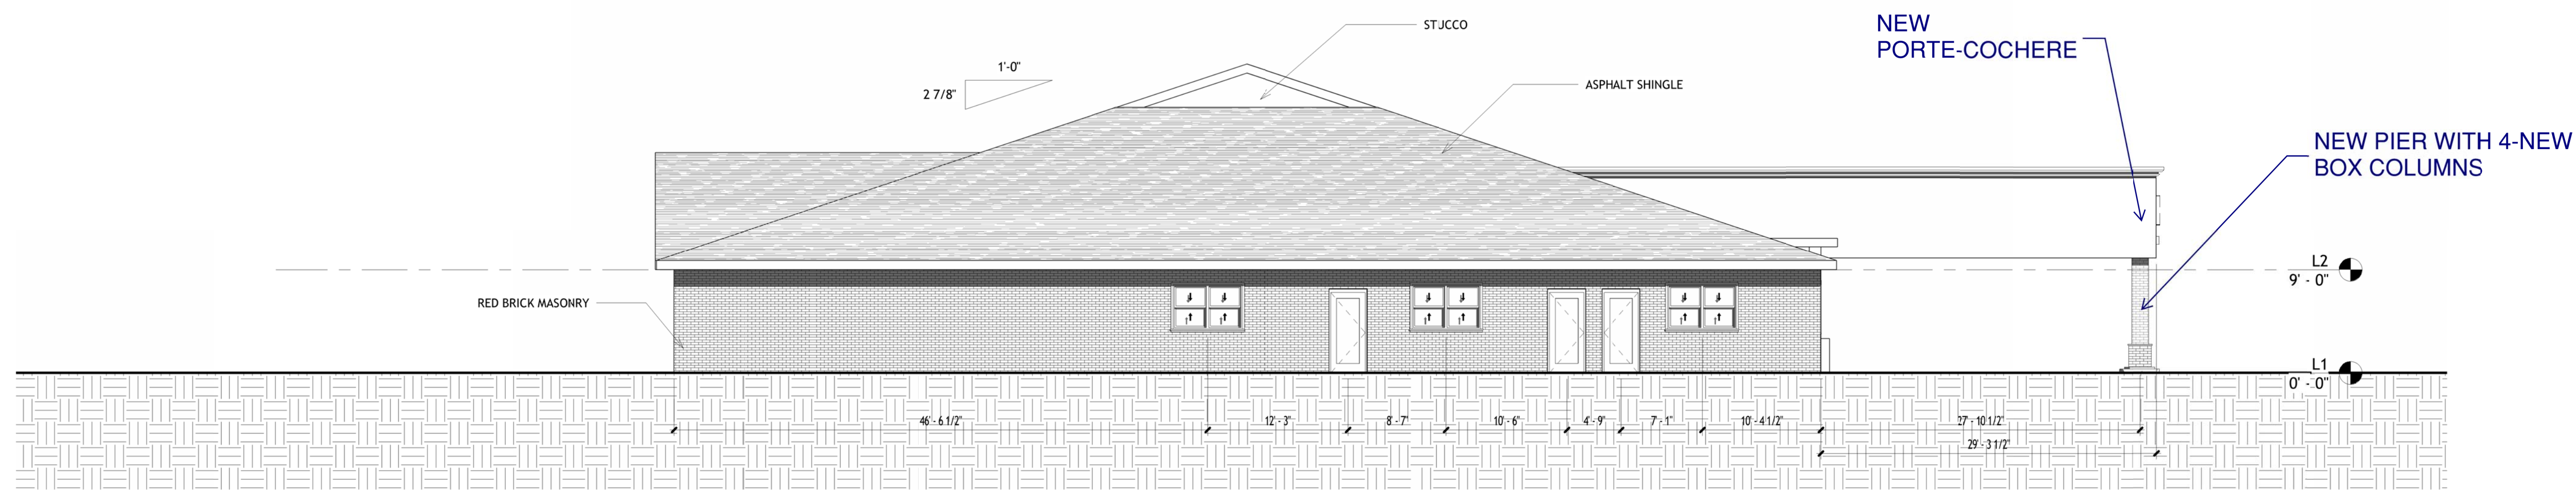 STUCCO
NEW
PORTE-COCHERE
1'-0"
2 7/8"
ASPHALT SHINGLE
NEW PIER WITH 4-NEW
BOX COLUMNS
L2
9' - 0"
RED BRICK MASONRY
L1
0' - 0"
46' - 6 1/2"
12' - 3"
8' - 7"
10' - 6"
4' - 9"
7' - 1"
10' - 4 1/2"
27' - 10 1/2"
29' - 3 1/2"